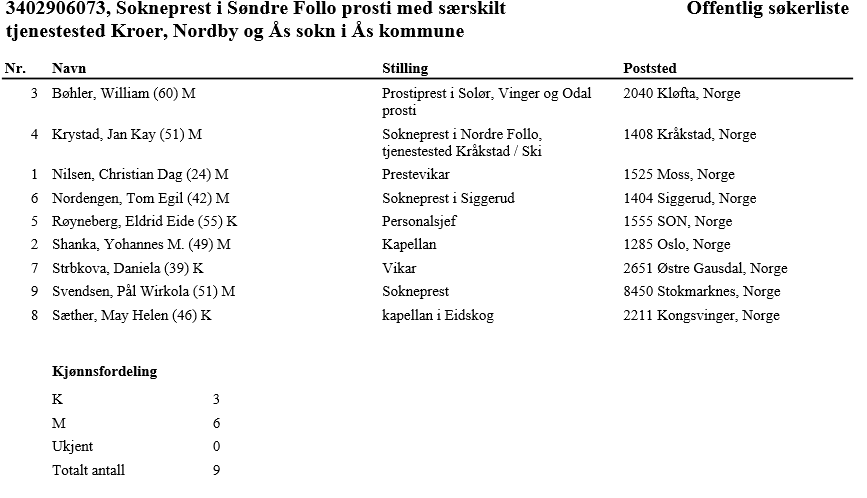 3402906073, Sokneprest i Søndre Follo prosti med særskilt Offentlig søkerliste
tjenestested Kroer, Nordby og Ås sokn i Ås kommune
Nr. Navn Stilling Poststed
3 Bøhler, William (60) M Prostiprest i Solør, Vinger og Odal 2040 Kløfta, Norge
prosti
4 Krystad, Jan Kay (51) M Sokneprest i Nordre Follo, 1408 Kråkstad, Norge
tjenestested Kråkstad / Ski
1 Nilsen, Christian Dag (24) M Prestevikar 1525 Moss, Norge
6 Nordengen, Tom Egil (42) M Sokneprest i Siggerud 1404 Siggerud, Norge
5 Røyneberg, Eldrid Eide (55) K Personalsjef 1555 SON, Norge
2 Shanka, Yohannes M. (49) M Kapellan 1285 Oslo, Norge
7 Strbkova, Daniela (39) K Vikar 2651 Østre Gausdal, Norge
9 Svendsen, Pål Wirkola (51) M Sokneprest 8450 Stokmarknes, Norge
8 Sæther, May Helen (46) K kapellan i Eidskog 2211 Kongsvinger, Norge
Kjønnsfordeling
K 3
M 6
Ukjent 0
Totalt antall 9